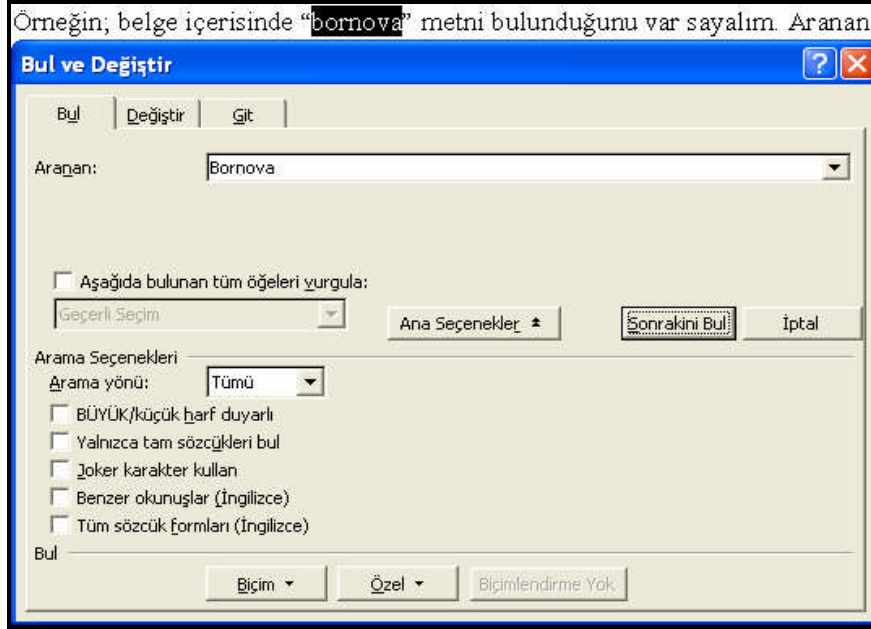 Örneğin; belge içerisinde “bornova” metni bulunduğunu var sayalım. Aranan
Bul ve Değiştir
Bul Değiştir Git
Aranan: Bornova
Aşağıda bulunan tüm öğeleri vurgula:
Geçerli Seçim Ana Seçenekler Sonrakini Bul İptal
Arama Seçenekleri
Arama yönü: Tümü
BÜYÜK/küçük harf duyarlı
Yalnızca tam sözcükleri bul
Joker karakter kullan
Benzer okunuşlar (İngilizce)
Tüm sözcük formları (İngilizce)
Bul
Biçim Özel Biçimlendirme Yok